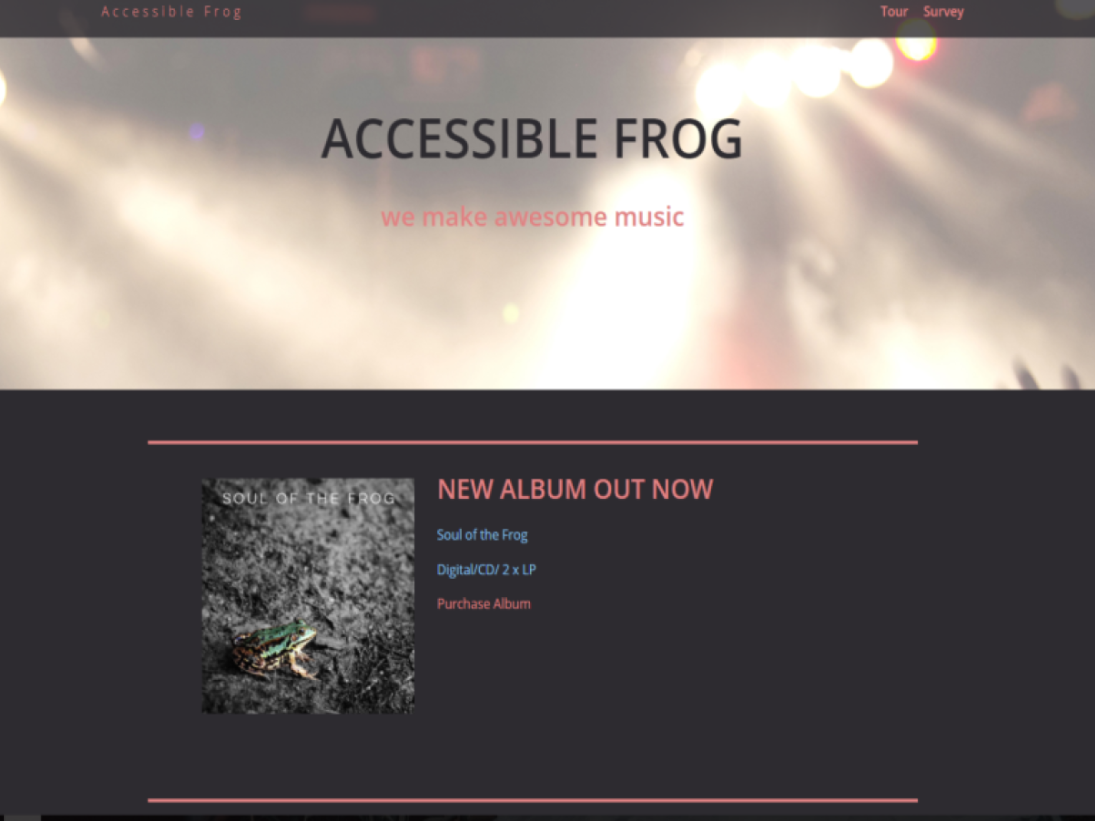 Accessible Frog
Tour Survey
ACCESSIBLE FROG
we make awesome music
SOUL OF THE FROG
NEW ALBUM OUT NOW
Soul of the Frog
Digital/CD/ 2 x LP
Purchase Album